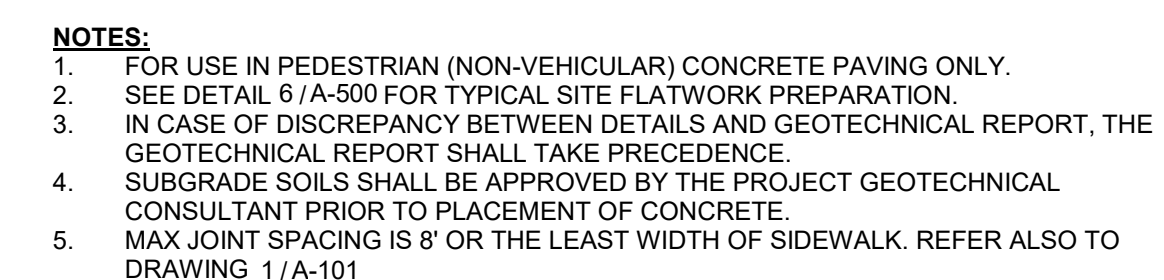 NOTES:
1. FOR USE IN PEDESTRIAN (NON-VEHICULAR) CONCRETE PAVING ONLY.
2. SEE DETAIL 6 / A-500 FOR TYPICAL SITE FLATWORK PREPARATION.
3. IN CASE OF DISCREPANCY BETWEEN DETAILS AND GEOTECHNICAL REPORT, THE
GEOTECHNICAL REPORT SHALL TAKE PRECEDENCE.
4. SUBGRADE SOILS SHALL BE APPROVED BY THE PROJECT GEOTECHNICAL
CONSULTANT PRIOR TO PLACEMENT OF CONCRETE.
5. MAX JOINT SPACING IS 8' OR THE LEAST WIDTH OF SIDEWALK. REFER ALSO TO
DRAWING 1 / A-101